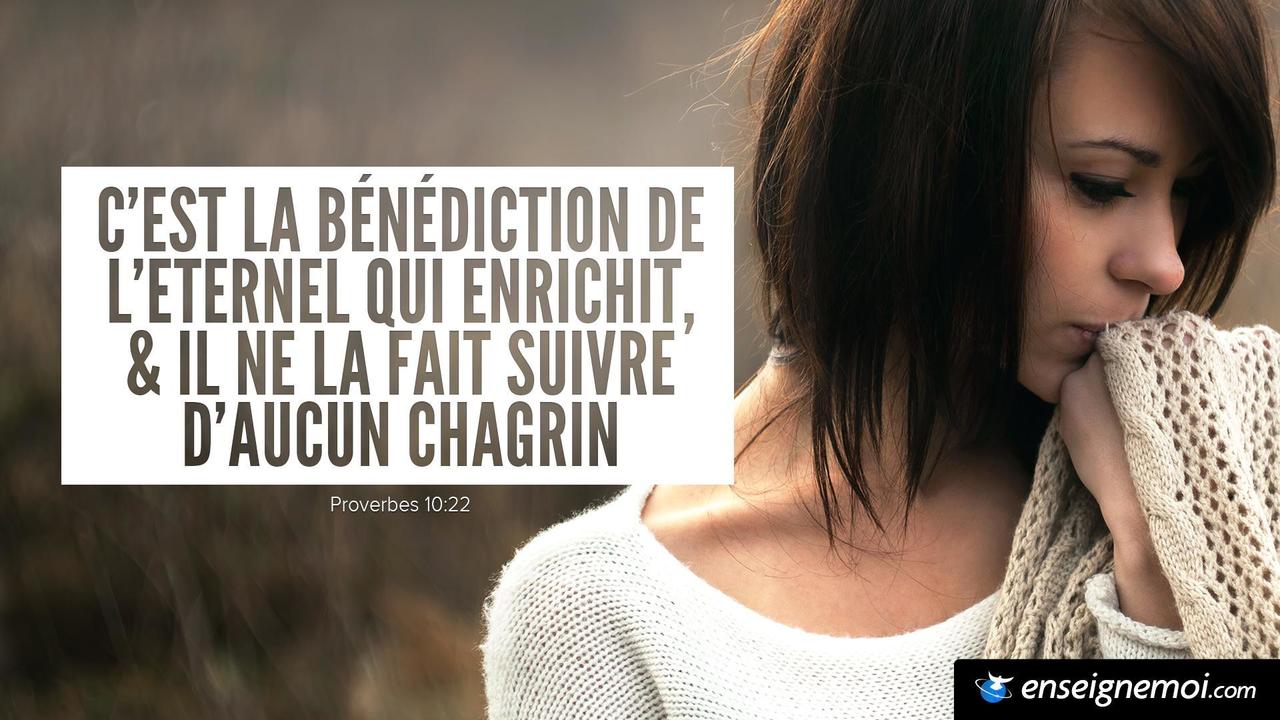 C’EST LA BÉNÉDICTION DE
L’ETERNEL QUI ENRICHIT,
& IL NE LA FAIT SUIVRE
D’AUCUN CHAGRIN
Proverbes 10:22
enseignemoi.com